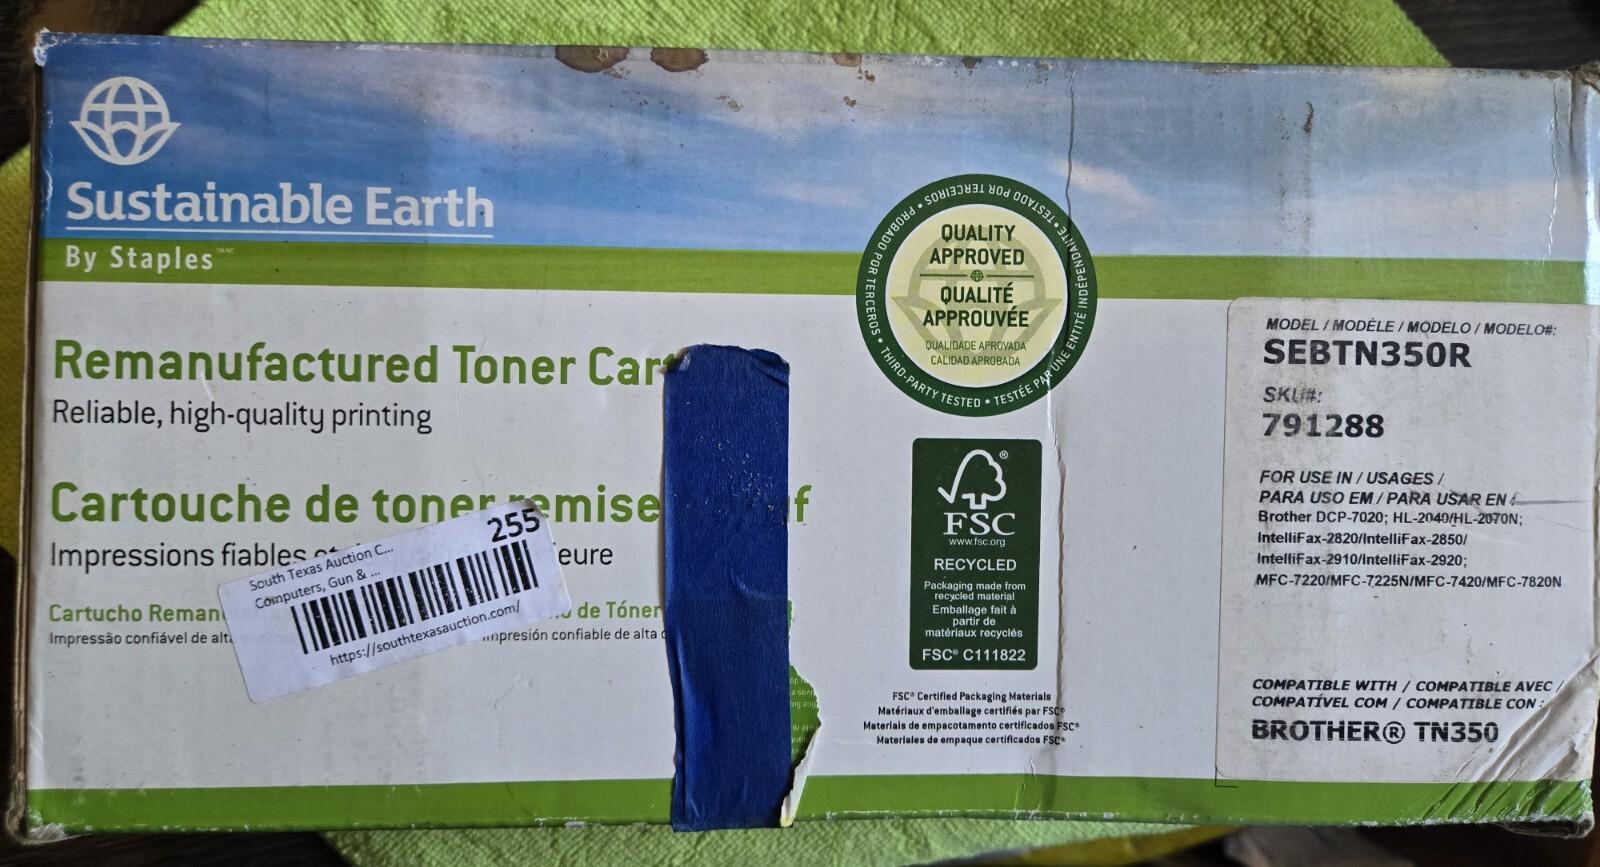 Sustainable Earth
By Staples
Remanufactured Toner Cart
Reliable, high-quality printing
Cartouche de toner remise f
Impressions fiables eure
Cartucho Reman de Tóner
Impressão confiável de alta
impresión confiable de alta
255
South Texas Auction C...
Computers, Gun & ...
https://southtexasauction.com/
PROBADO POR TERCEROS • TESTADO POR TERCEIROS • TESTÉE PAR UNE ENTITÉ INDÉPENDANTE • THIRD-PARTY TESTED
QUALITY
APPROVED
QUALITÉ
APPROUVÉE
QUALIDADE APROVADA
CALIDAD APROBADA
FSC®
www.fsc.org
RECYCLED
Packaging made from
recycled material
Emballage fait à
partir de
matériaux recyclés
FSC® C111822
FSC® Certified Packaging Materials
Matériaux d'emballage certifiés par FSC®
Materiais de empacotamento certificados FSC®
Materiales de empaque certificados FSC®
MODEL / MODÈLE / MODELO / MODELO#:
SEBTN350R
SKU#:
791288
FOR USE IN / USAGES /
PARA USO EM / PARA USAR EN
Brother DCP-7020; HL-2040/HL-2070N;
IntelliFax-2820/IntelliFax-2850/
IntelliFax-2910/IntelliFax-2920;
MFC-7220/MFC-7225N/MFC-7420/MFC-7820N
COMPATIBLE WITH / COMPATIBLE AVEC /
COMPATÍVEL COM / COMPATIBLE CON :
BROTHER® TN350